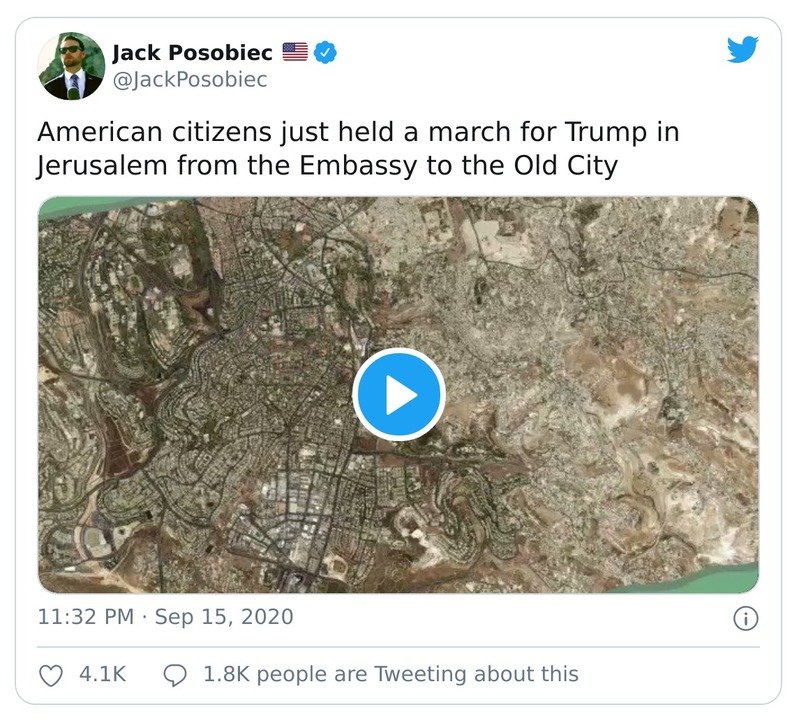 Jack Posobiec
@JackPosobiec
American citizens just held a march for Trump in
Jerusalem from the Embassy to the Old City
11:32 PM · Sep 15, 2020
4.1K 1.8K people are Tweeting about this